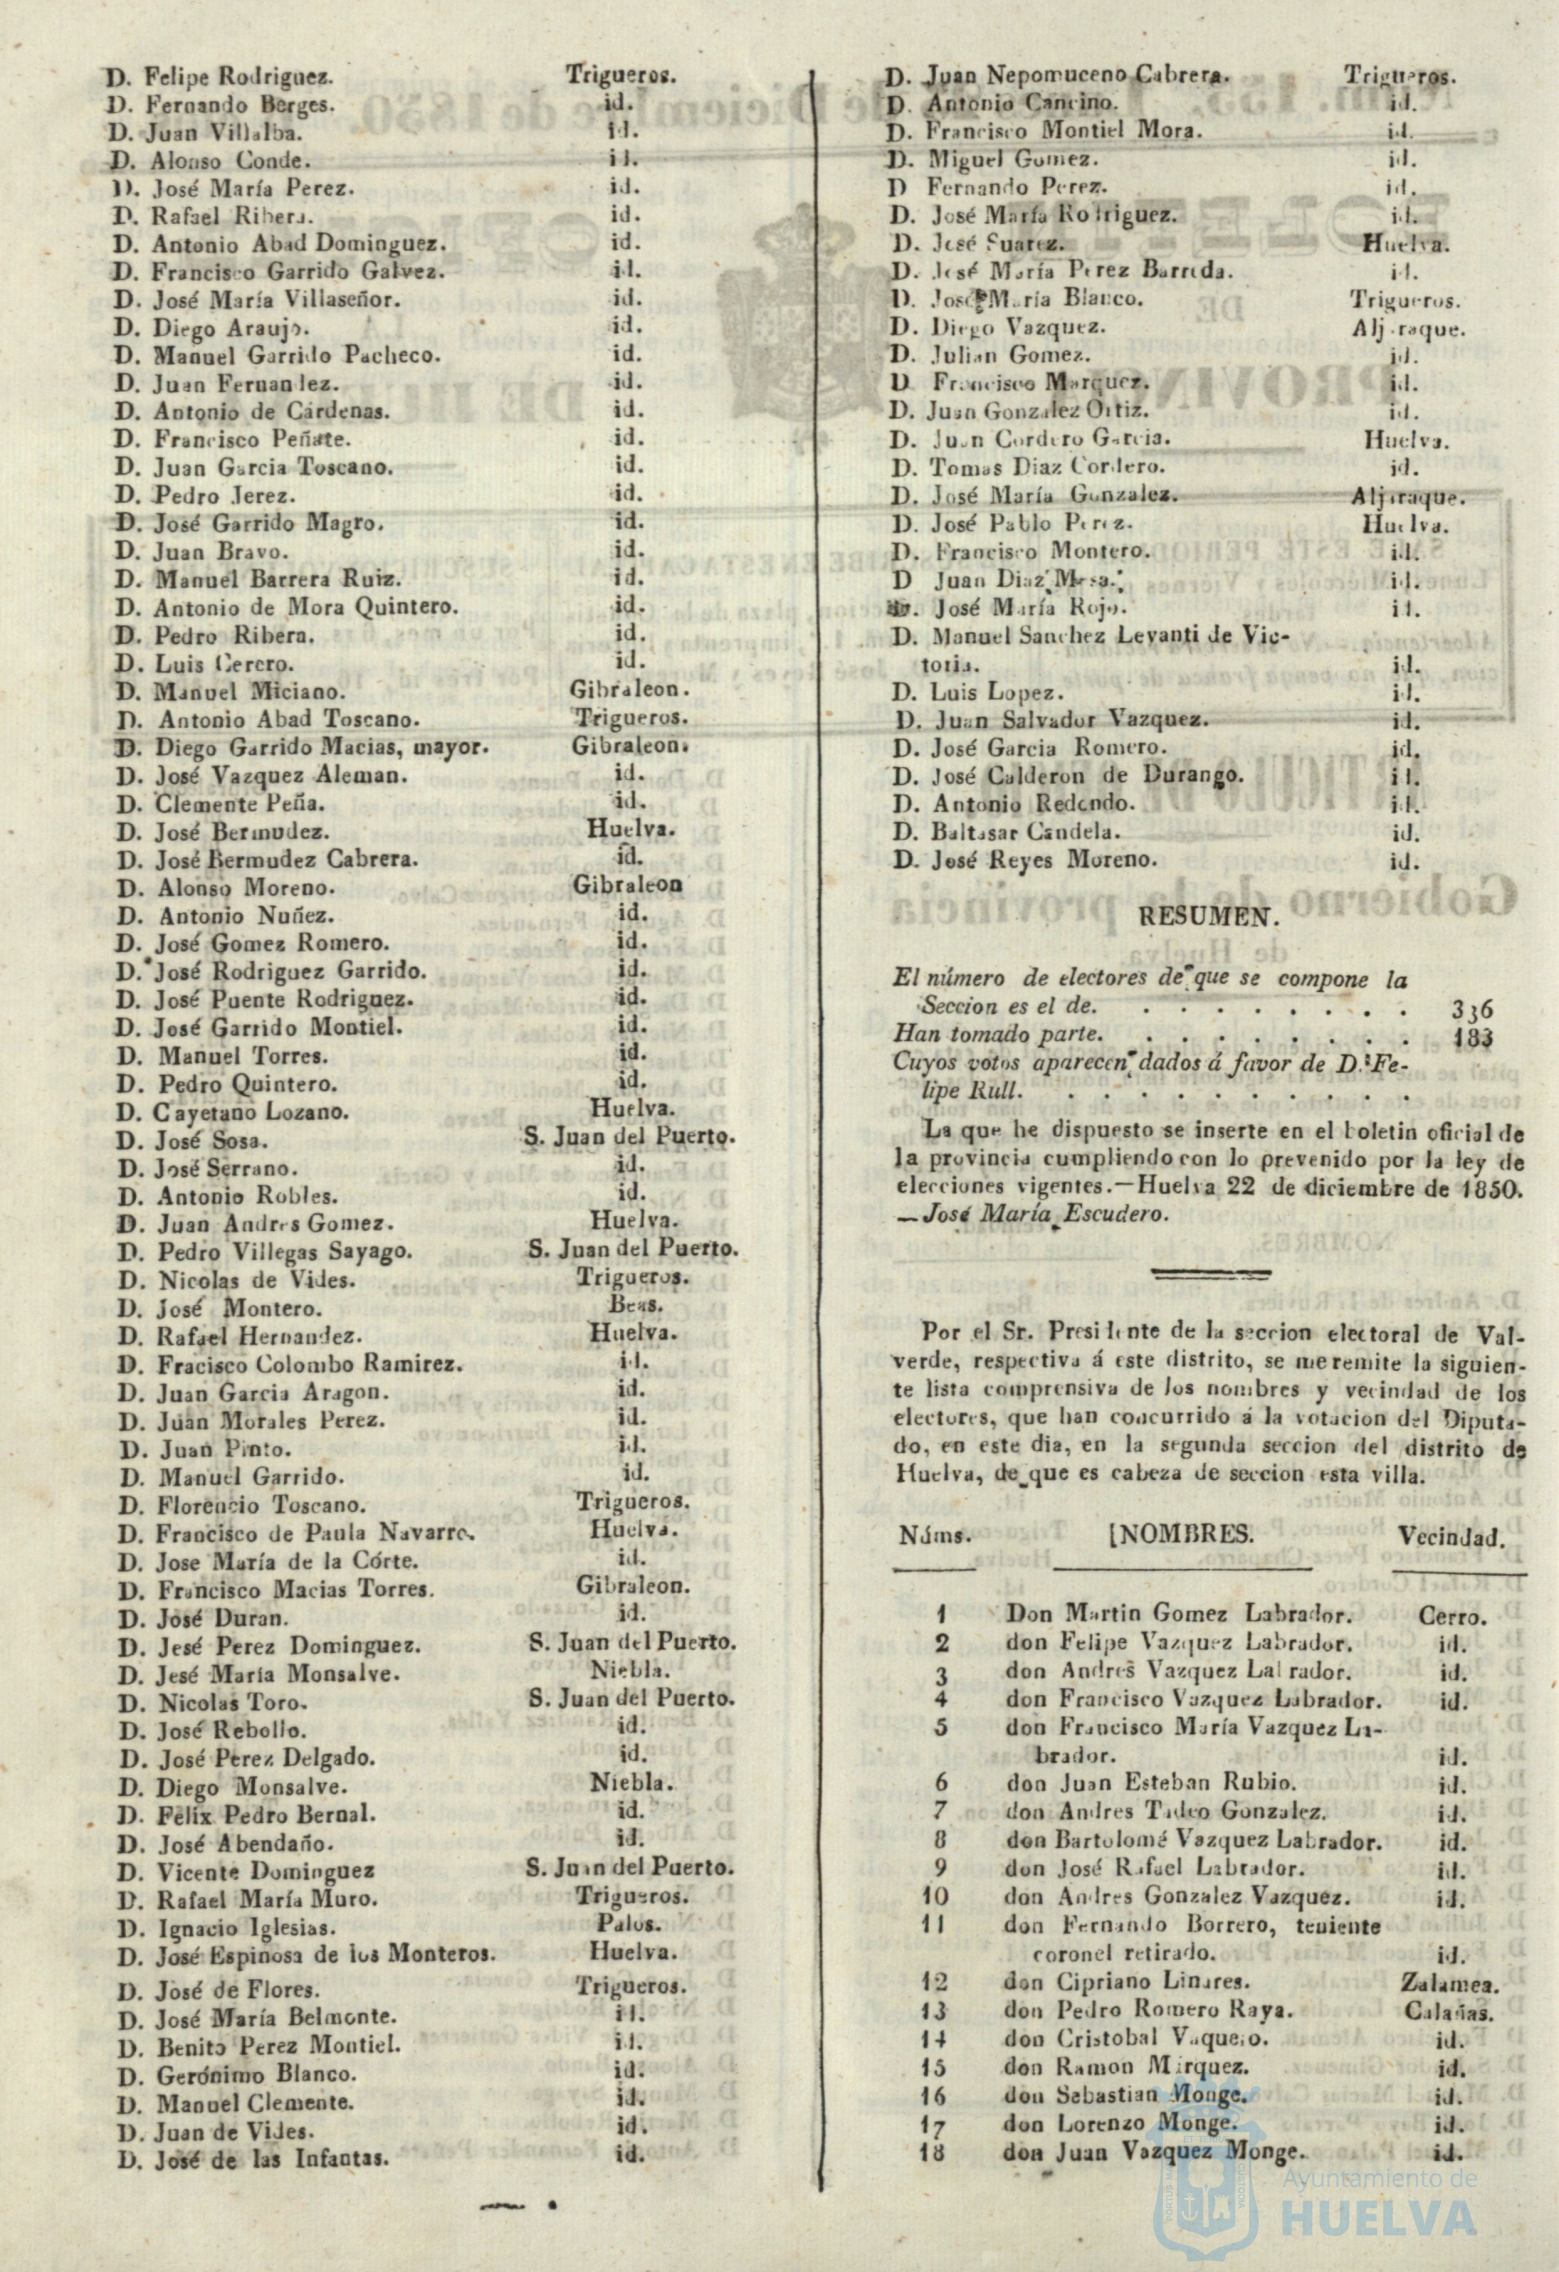 D. Felipe Rodriguez. Trigueros.
D. Fernando Berges. id.
D. Juan Villalba. id.
D. Alonso Conde. id.
D. José María Perez. id.
D. Rafael Ribera. id.
D. Antonio Abad Dominguez. id.
D. Francisco Garrido Galvez. id.
D. José María Villaseñor. id.
D. Diego Araujo. id.
D. Manuel Garrido Pacheco. id.
D. Juan Fernandez. id.
D. Antonio de Cárdenas. id.
D. Francisco Peñate. id.
D. Juan Garcia Toscano. id.
D. Pedro Jerez. id.
D. José Garrido Magro. id.
D. Juan Bravo. id.
D. Manuel Barrera Ruiz. id.
D. Antonio de Mora Quintero. id.
D. Pedro Ribera. id.
D. Luis Cerero. id.
D. Manuel Miciano. Gibraleon.
D. Antonio Abad Toscano. Trigueros.
D. Diego Garrido Macias, mayor. Gibraleon.
D. José Vazquez Aleman. id.
D. Clemente Peña. id.
D. José Bermudez. Huelva.
D. José Bermudez Cabrera. id.
D. Alonso Moreno. Gibraleon
D. Antonio Nuñez. id.
D. José Gomez Romero. id.
D. José Rodriguez Garrido. id.
D. José Puente Rodriguez. id.
D. José Garrido Montiel. id.
D. Manuel Torres. id.
D. Pedro Quintero. id.
D. Cayetano Lozano. Huelva.
D. José Sosa. S. Juan del Puerto.
D. José Serrano. id.
D. Antonio Robles. id.
D. Juan Andres Gomez. Huelva.
D. Pedro Villegas Sayago. S. Juan del Puerto.
D. Nicolas de Vides. Trigueros.
D. José Montero. Beas.
D. Rafael Hernandez. Huelva.
D. Fracisco Colombo Ramirez. id.
D. Juan Garcia Aragon. id.
D. Juan Morales Perez. id.
D. Juan Pinto. id.
D. Manuel Garrido. id.
D. Florencio Toscano. Trigueros.
D. Francisco de Paula Navarro. Huelva.
D. Jose María de la Córte. id.
D. Francisco Macias Torres. Gibraleon.
D. José Duran. id.
D. Jesé Perez Dominguez. S. Juan del Puerto.
D. Jesé María Monsalve. Niebla.
D. Nicolas Toro. S. Juan del Puerto.
D. José Rebollo. id.
D. José Perez Delgado. id.
D. Diego Monsalve. Niebla.
D. Felix Pedro Bernal. id.
D. José Abendaño. id.
D. Vicente Dominguez S. Juan del Puerto.
D. Rafael María Muro. Trigueros.
D. Ignacio Iglesias. Palos.
D. José Espinosa de los Monteros. Huelva.
D. José de Flores. Trigueros.
D. José María Belmonte. id.
D. Benito Perez Montiel. id.
D. Gerónimo Blanco. id.
D. Manuel Clemente. id.
D. Juan de Vides. id.
D. José de las Infantas. id.
D. Juan Nepomuceno Cabrera. Trigueros.
D. Antonio Cancino. id.
D. Francisco Montiel Mora. id.
D. Miguel Gomez. id.
D Fernando Perez. id.
D. José María Rodriguez. id.
D. José Suarez. Huelva.
D. José María Perez Barreda. id.
D. José María Blanco. Trigueros.
D. Diego Vazquez. Aljaraque.
D. Julian Gomez. id.
D Francisco Marquez. id.
D. Juan Gonzalez Ortiz. id.
D. Juan Cordero Garcia. Huelva.
D. Tomas Diaz Cordero. id.
D. José María Gonzalez. Aljaraque.
D. José Pablo Perez. Huelva.
D. Francisco Montero. id.
D Juan Diaz Mesa. id.
D. José María Rojo. id.
D. Manuel Sanchez Levanti de Vic-
toria. id.
D. Luis Lopez. id.
D. Juan Salvador Vazquez. id.
D. José Garcia Romero. id.
D. José Calderon de Durango. id.
D. Antonio Redondo. id.
D. Baltasar Candela. id.
D. José Reyes Moreno. id.
RESUMEN.
El número de electores de que se compone la
Seccion es el de. . . . . . . . . 336
Han tomado parte. . . . . . . . . 183
Cuyos votos aparecen dados á favor de D. Fe-
lipe Rull. . . . . . . . . . .
La que he dispuesto se inserte en el boletin oficial de
la provincia cumpliendo con lo prevenido por la ley de
elecciones vigentes.—Huelva 22 de diciembre de 1850.
—José María Escudero.
Por el Sr. Presidente de la seccion electoral de Val-
verde, respectiva á este distrito, se me remite la siguien-
te lista comprensiva de los nombres y vecindad de los
electores, que han concurrido á la votacion del Diputa-
do, en este dia, en la segunda seccion del distrito de
Huelva, de que es cabeza de seccion esta villa.
Núms. [NOMBRES. Vecindad.
1 Don Martin Gomez Labrador. Cerro.
2 don Felipe Vazquez Labrador. id.
3 don Andres Vazquez Labrador. id.
4 don Francisco Vazquez Labrador. id.
5 don Francisco María Vazquez La-
brador. id.
6 don Juan Esteban Rubio. id.
7 don Andres Tadeo Gonzalez. id.
8 don Bartolomé Vazquez Labrador. id.
9 don José Rafael Labrador. id.
10 don Andres Gonzalez Vazquez. id.
11 don Fernando Borrero, teniente
coronel retirado. id.
12 don Cipriano Linares. Zalamea.
13 don Pedro Romero Raya. Calañas.
14 don Cristobal Vaquero. id.
15 don Ramon Marquez. id.
16 don Sebastian Monge. id.
17 don Lorenzo Monge. id.
18 don Juan Vazquez Monge. id.
Ayuntamiento de
HUELVA